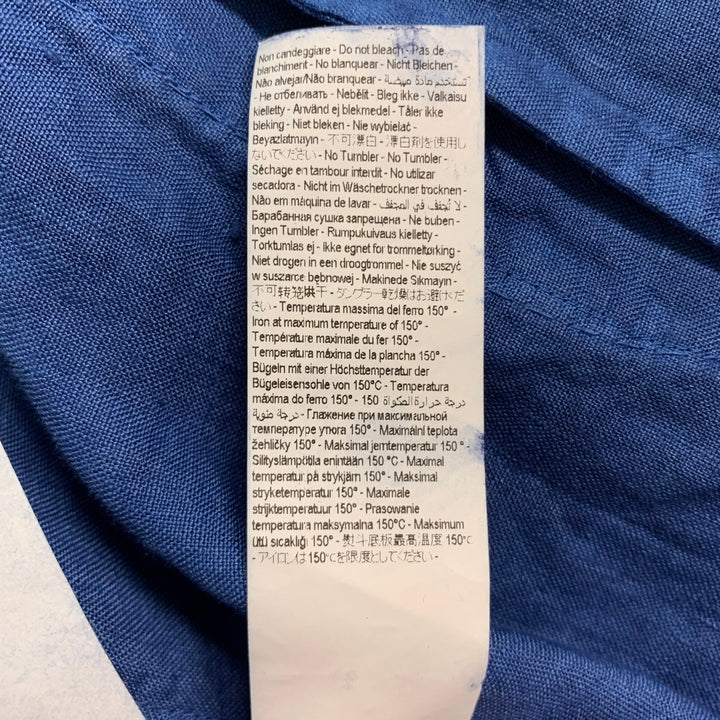 Non candeggiare - Do not bleach - Pas de
blanchiment - No blanquear - Nicht Bleichen -
Não alvejar/Não branquear - تستخدم مادة مبيضة -
- Не отбеливать - Nebělit - Bleg ikke - Valkaisu
kielletty - Använd ej blekmedel - Tåler ikke
bleking - Niet bleken - Nie wybielać -
Beyazlatmayın - 不可漂白 - 漂白剤を使用し
ないでください - No Tumbler - No Tumbler -
Séchage en tambour interdit - No utilizar
secadora - Nicht im Wäschetrockner trocknen -
Não em máquina de lavar - لا تجفف في المجفف -
Барабанная сушка запрещена - Ne buben -
Ingen Tumbler - Rumpukuivaus kielletty -
Torktumlas ej - Ikke egnet for trommeltørking -
Niet drogen in een droogtrommel - Nie suszyć
w suszarce bębnowej - Makinede Sıkmayın -
不可转笼烘干 - タンブラー乾燥はお避けくだ
さい - Temperatura massima del ferro 150° -
Iron at maximum temperature of 150° -
Température maximale du fer 150° -
Temperatura máxima de la plancha 150° -
Bügeln mit einer Höchsttemperatur der
Bügeleisensohle von 150°C - Temperatura
máxima do ferro 150° - 150 درجة حرارة المكواة
درجة مئوية - Глажение при максимальной
температуре утюга 150° - Maximální teplota
žehličky 150° - Maksimal jerntemperatur 150 ° -
Silityslämpötila enintään 150 °C - Maximal
temperatur på strykjärn 150° - Maksimal
stryketemperatur 150° - Maximale
strijktemperatuur 150° - Prasowanie
temperatura maksymalna 150°C - Maksimum
ütü sıcaklığı 150° - 熨斗底板最高温度 150°C
- アイロンは150°Cを限度としてください -